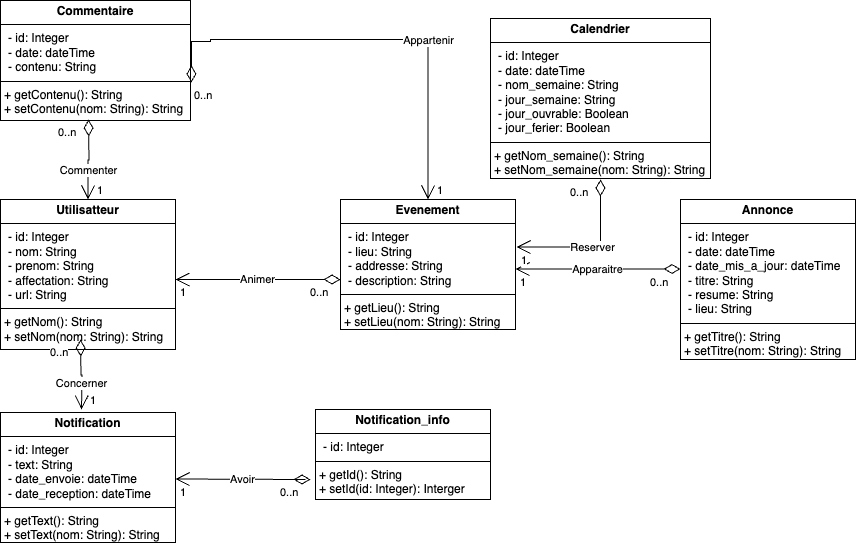 Commentaire
- id: Integer
- date: dateTime
- contenu: String
+ getContenu(): String
+ setContenu(nom: String): String
0..n
Appartenir
1
0..n
Commenter
1
Calendrier
- id: Integer
- date: dateTime
- nom_semaine: String
- jour_semaine: String
- jour_ouvrable: Boolean
- jour_ferier: Boolean
+ getNom_semaine(): String
+ setNom_semaine(nom: String): String
0..n
Reserver
1
Utilisatteur
- id: Integer
- nom: String
- prenom: String
- affectation: String
- url: String
+ getNom(): String
+ setNom(nom: String): String
0..n
Animer
1
0..n
Evenement
- id: Integer
- lieu: String
- addresse: String
- description: String
+ getLieu(): String
+ setLieu(nom: String): String
Apparaitre
1
0..n
Annonce
- id: Integer
- date: dateTime
- date_mis_a_jour: dateTime
- titre: String
- resume: String
- lieu: String
+ getTitre(): String
+ setTitre(nom: String): String
Concerner
1
Notification
- id: Integer
- text: String
- date_envoie: dateTime
- date_reception: dateTime
+ getText(): String
+ setText(nom: String): String
Avoir
1
0..n
Notification_info
- id: Integer
+ getId(): String
+ setId(id: Integer): Interger